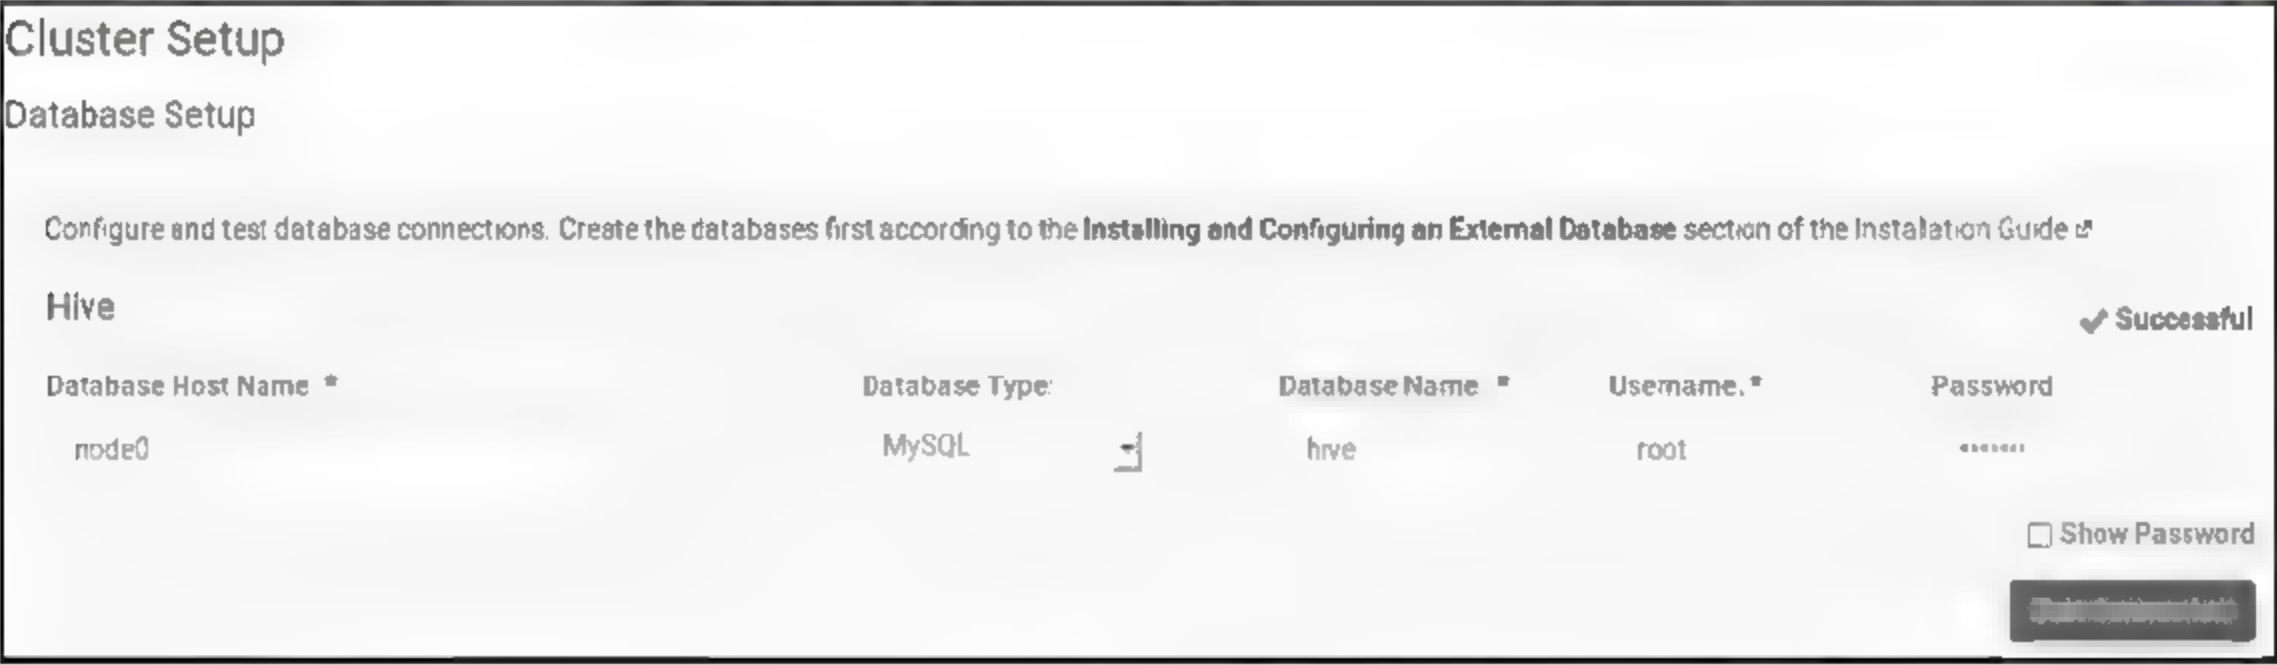 Cluster Setup
Database Setup
Configure and test database connections. Create the databases first according to the Installing and Configuring an External Database section of the Instalation Guide
Hive
Successful
Database Host Name * Database Type: Database Name * Username.* Password
node0 MySQL hive root •••••••
Show Password